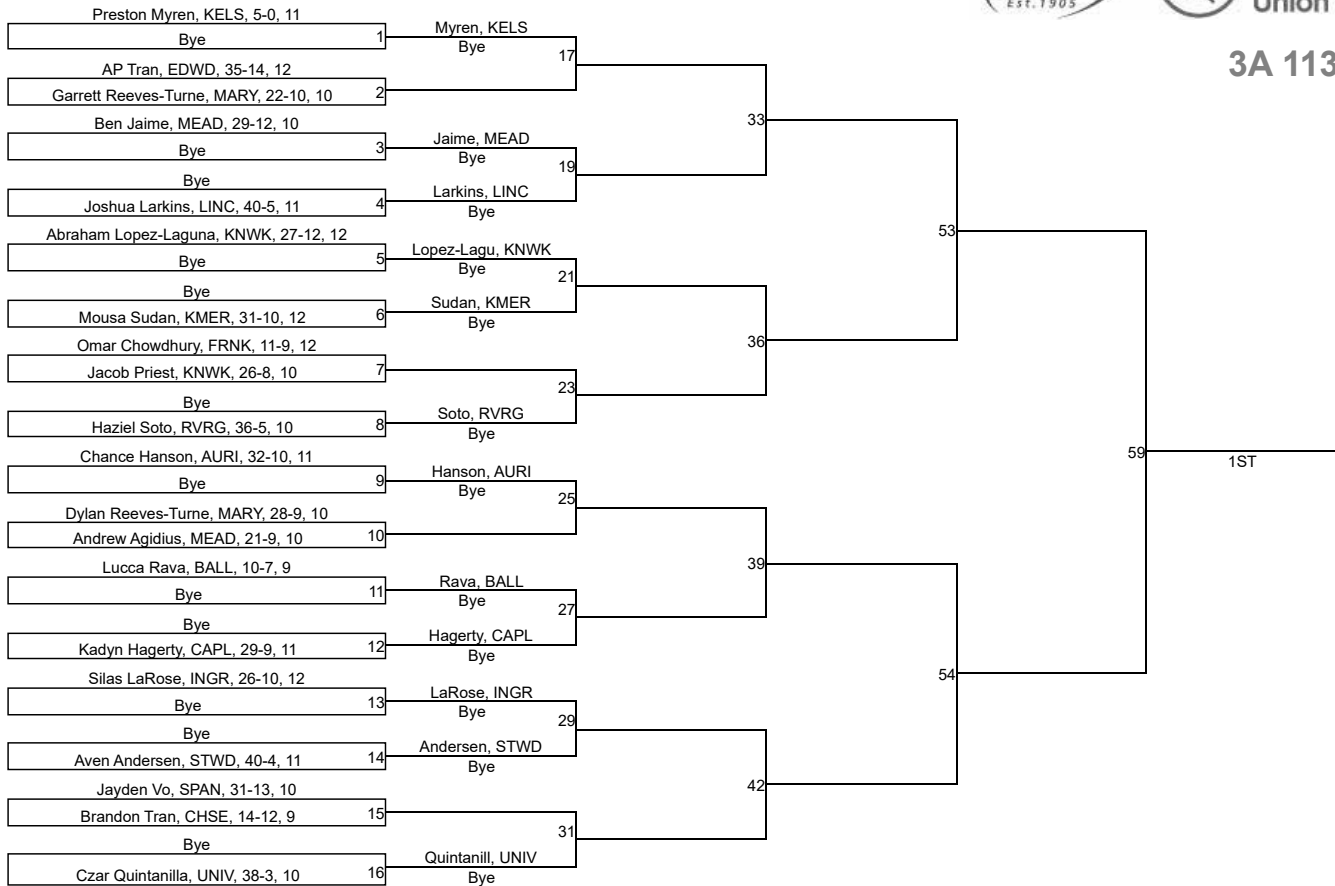 Est. 1905
Union
3A 113
Preston Myren, KELS, 5-0, 11
Bye
1
AP Tran, EDWD, 35-14, 12
Garrett Reeves-Turne, MARY, 22-10, 10
2
Ben Jaime, MEAD, 29-12, 10
Bye
3
Bye
Joshua Larkins, LINC, 40-5, 11
4
Abraham Lopez-Laguna, KNWK, 27-12, 12
Bye
5
Bye
Mousa Sudan, KMER, 31-10, 12
6
Omar Chowdhury, FRNK, 11-9, 12
Jacob Priest, KNWK, 26-8, 10
7
Bye
Haziel Soto, RVRG, 36-5, 10
8
Chance Hanson, AURI, 32-10, 11
Bye
9
Dylan Reeves-Turne, MARY, 28-9, 10
Andrew Agidius, MEAD, 21-9, 10
10
Lucca Rava, BALL, 10-7, 9
Bye
11
Bye
Kadyn Hagerty, CAPL, 29-9, 11
12
Silas LaRose, INGR, 26-10, 12
Bye
13
Bye
Aven Andersen, STWD, 40-4, 11
14
Jayden Vo, SPAN, 31-13, 10
Brandon Tran, CHSE, 14-12, 9
15
Bye
Czar Quintanilla, UNIV, 38-3, 10
16
Myren, KELS
Bye
17
Jaime, MEAD
Bye
19
Larkins, LINC
Bye
Lopez-Lagu, KNWK
Bye
21
Sudan, KMER
Bye
23
Soto, RVRG
Bye
Hanson, AURI
Bye
25
Rava, BALL
Bye
27
Hagerty, CAPL
Bye
LaRose, INGR
Bye
29
Andersen, STWD
Bye
31
Quintanill, UNIV
Bye
33
36
39
42
53
54
59
1ST